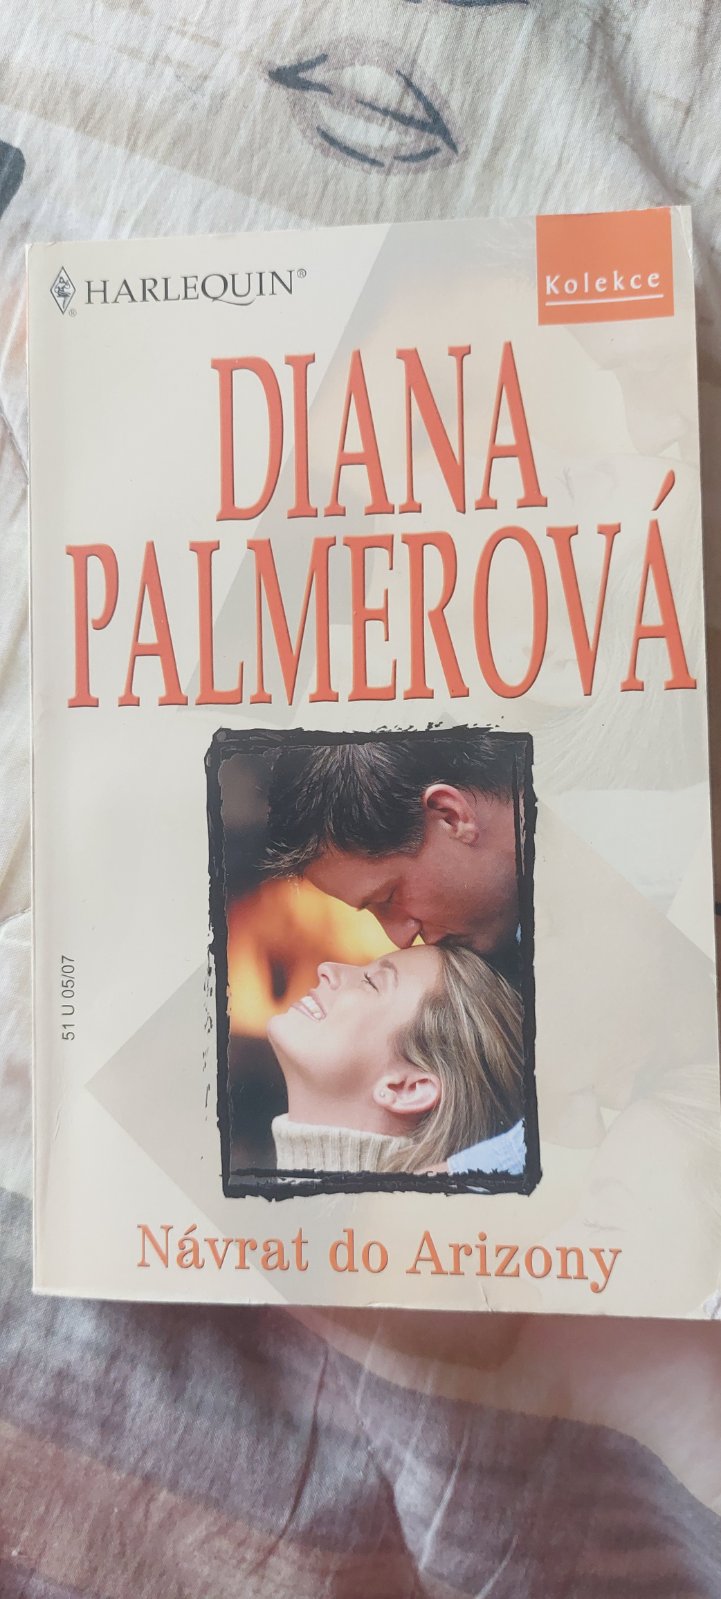 HARLEQUIN®
Kolekce
DIANA
PALMEROVÁ
51 U 05/07
Návrat do Arizony